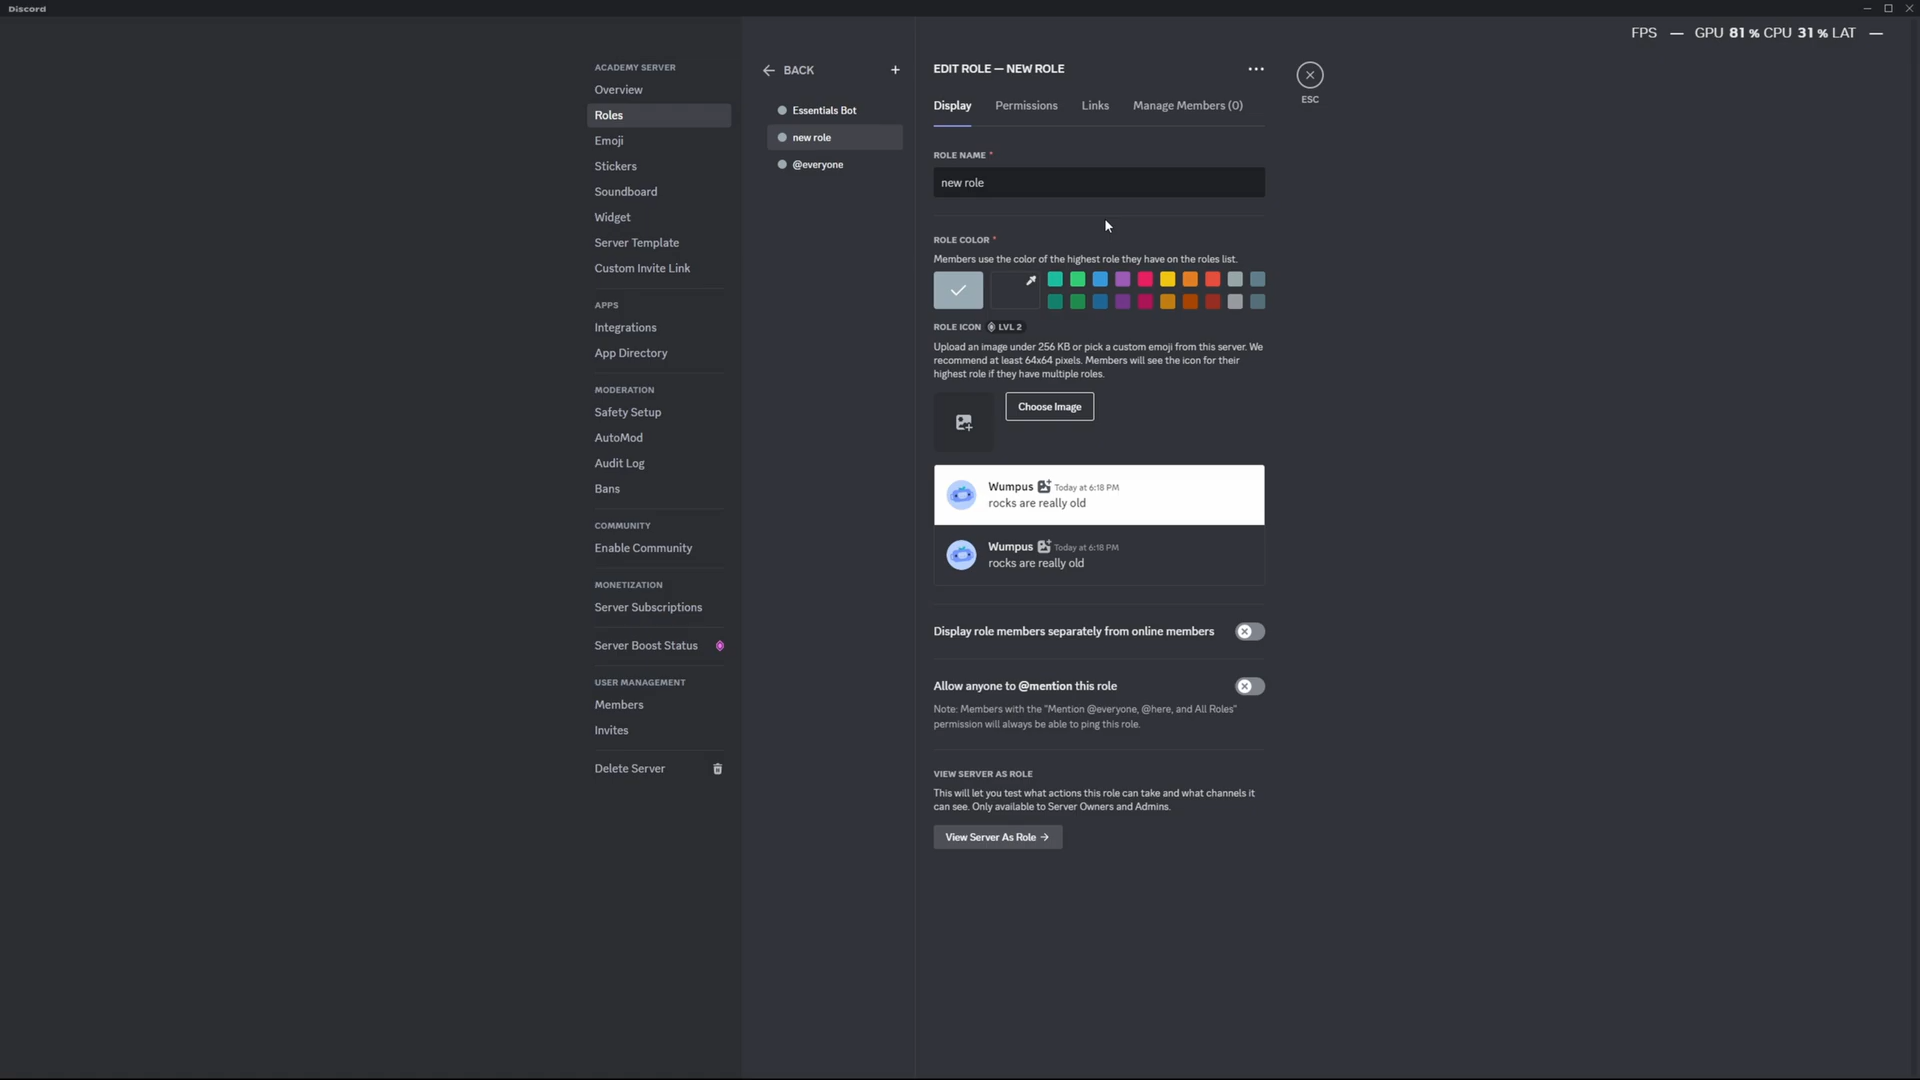 Discord
FPS — GPU 81 % CPU 31 % LAT —
ACADEMY SERVER
Overview
Roles
Emoji
Stickers
Soundboard
Widget
Server Template
Custom Invite Link
APPS
Integrations
App Directory
MODERATION
Safety Setup
AutoMod
Audit Log
Bans
COMMUNITY
Enable Community
MONETIZATION
Server Subscriptions
Server Boost Status
USER MANAGEMENT
Members
Invites
Delete Server
BACK
Essentials Bot
new role
@everyone
EDIT ROLE — NEW ROLE
ESC
Display Permissions Links Manage Members (0)
ROLE NAME *
new role
ROLE COLOR *
Members use the color of the highest role they have on the roles list.
ROLE ICON LVL 2
Upload an image under 256 KB or pick a custom emoji from this server. We
recommend at least 64x64 pixels. Members will see the icon for their
highest role if they have multiple roles.
Choose Image
Wumpus Today at 6:18 PM
rocks are really old
Wumpus Today at 6:18 PM
rocks are really old
Display role members separately from online members
Allow anyone to @mention this role
Note: Members with the "Mention @everyone, @here, and All Roles"
permission will always be able to ping this role.
VIEW SERVER AS ROLE
This will let you test what actions this role can take and what channels it
can see. Only available to Server Owners and Admins.
View Server As Role →